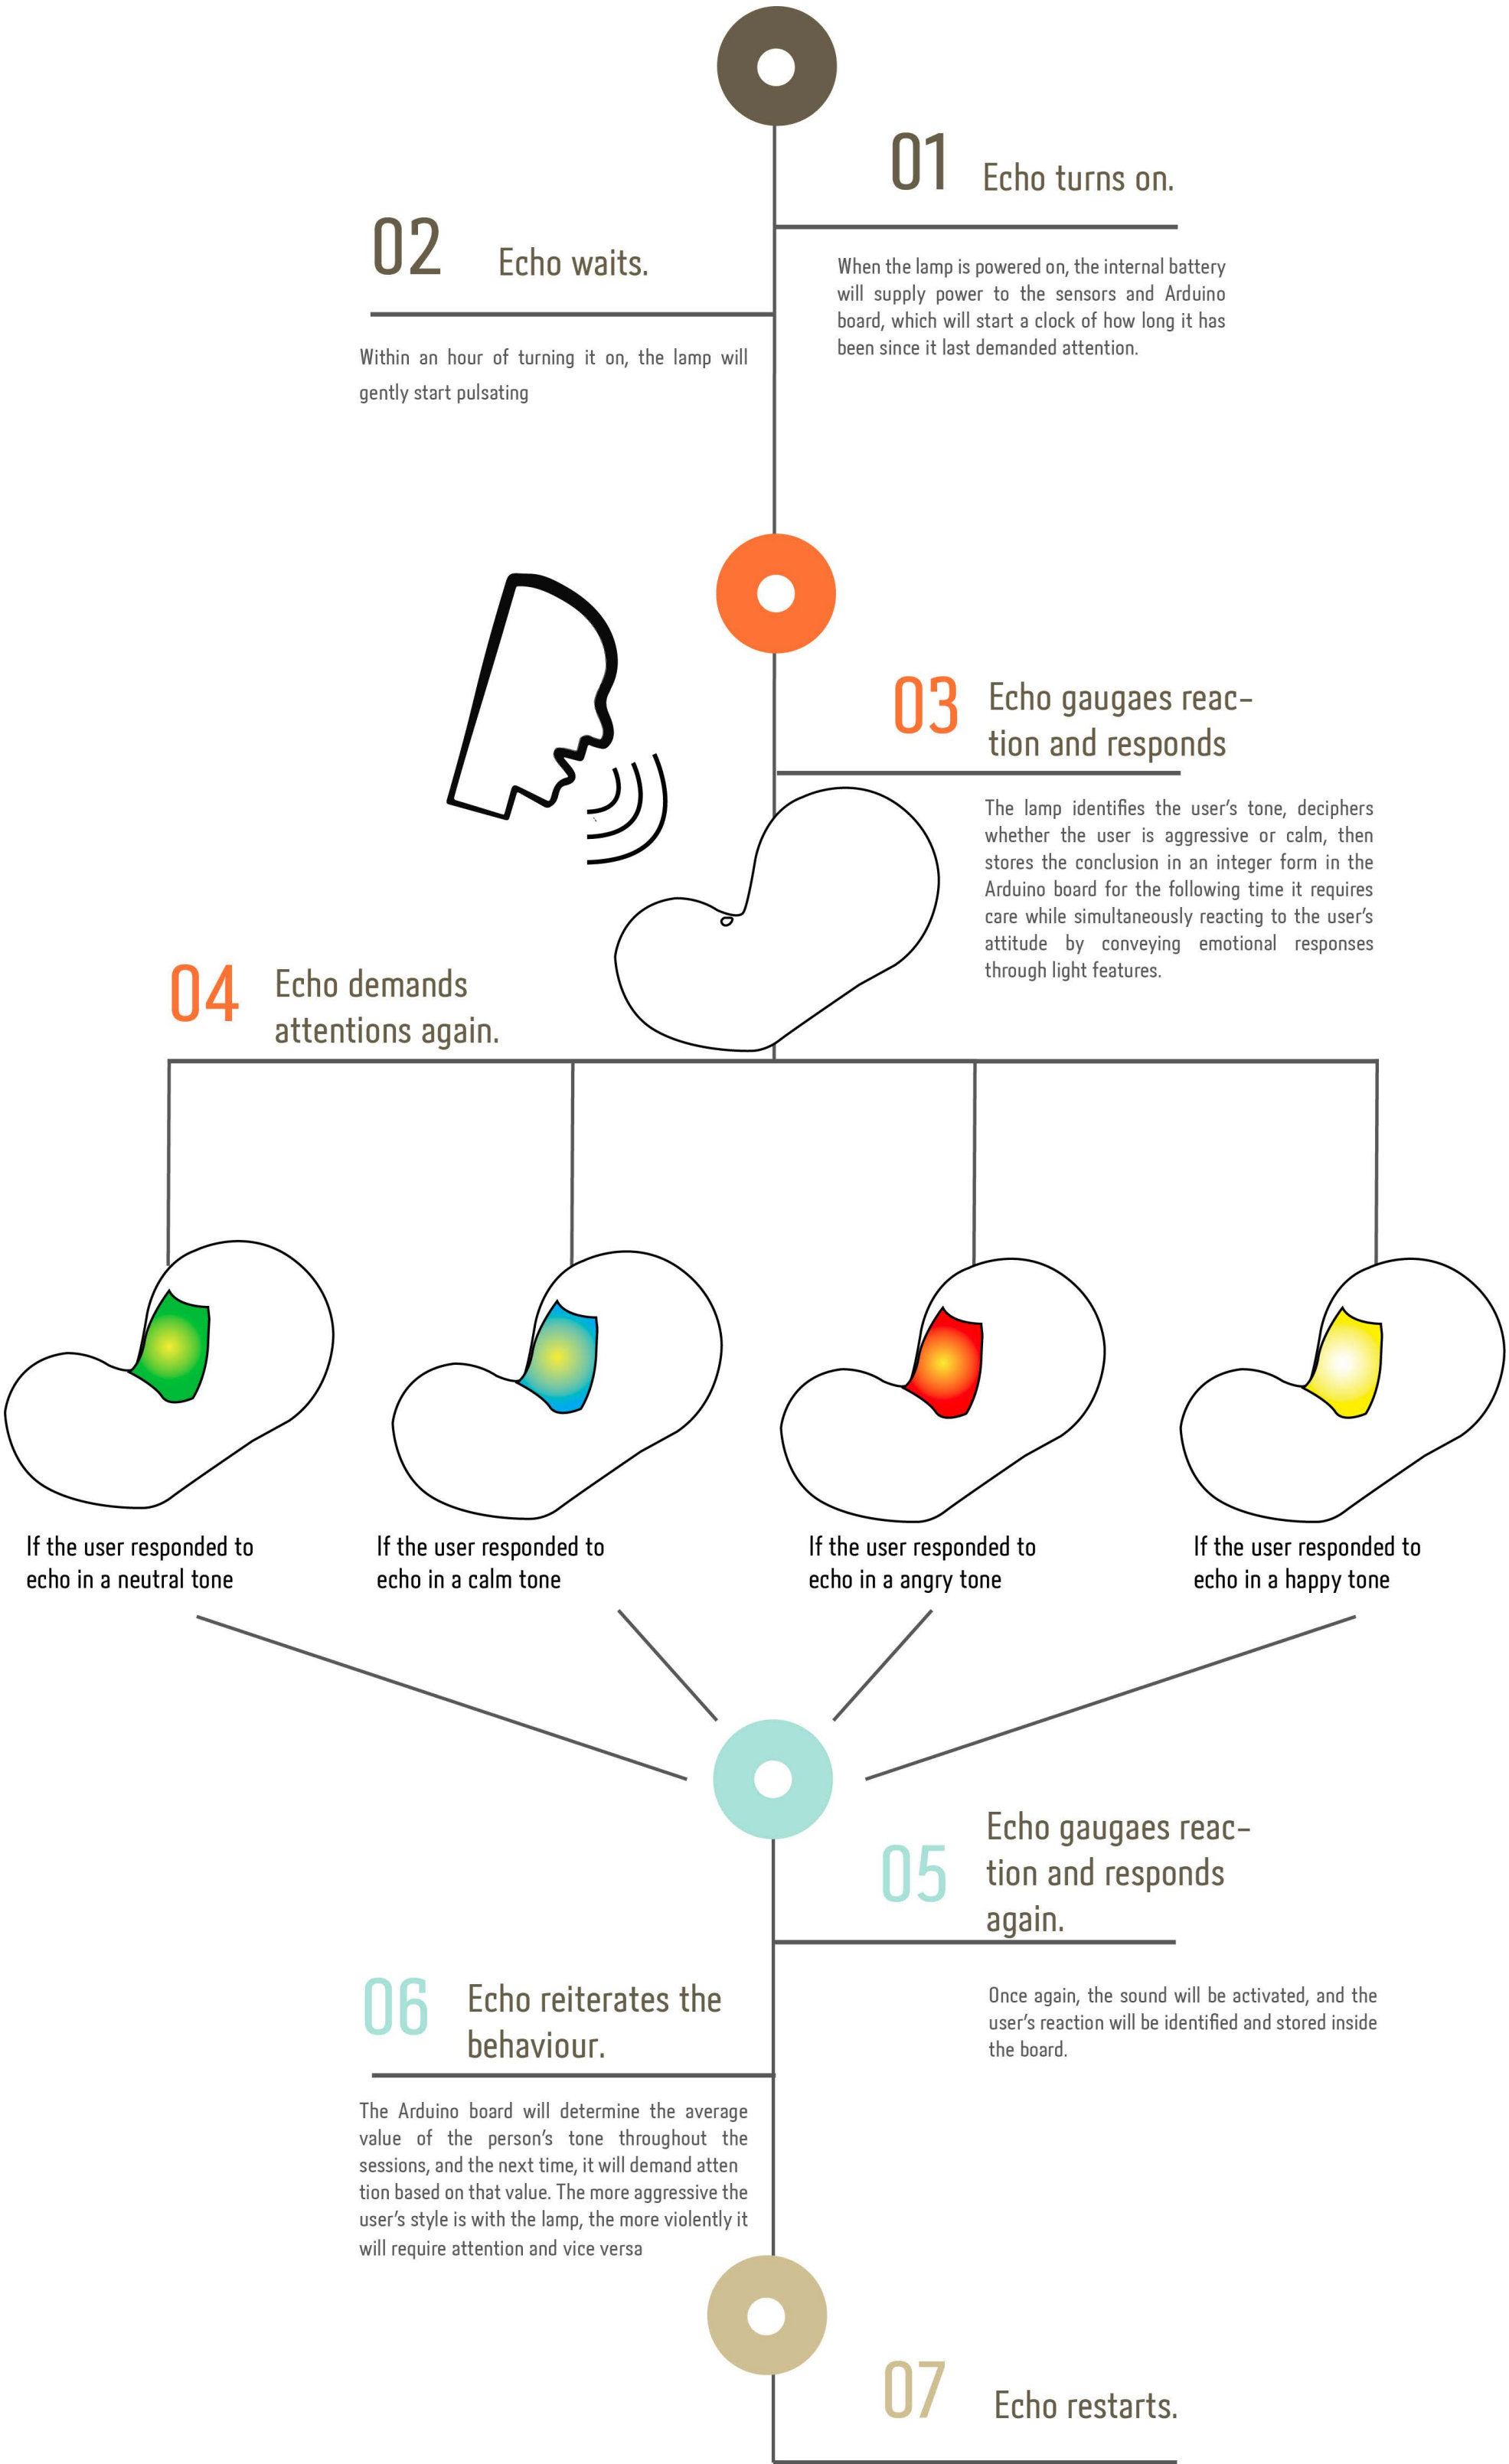 01 Echo turns on.
When the lamp is powered on, the internal battery
will supply power to the sensors and Arduino
board, which will start a clock of how long it has
been since it last demanded attention.
02 Echo waits.
Within an hour of turning it on, the lamp will
gently start pulsating
03 Echo gaugaes reac-
tion and responds
The lamp identifies the user's tone, deciphers
whether the user is aggressive or calm, then
stores the conclusion in an integer form in the
Arduino board for the following time it requires
care while simultaneously reacting to the user's
attitude by conveying emotional responses
through light features.
04 Echo demands
attentions again.
If the user responded to
echo in a neutral tone
If the user responded to
echo in a calm tone
If the user responded to
echo in a angry tone
If the user responded to
echo in a happy tone
05 Echo gaugaes reac-
tion and responds
again.
Once again, the sound will be activated, and the
user's reaction will be identified and stored inside
the board.
06 Echo reiterates the
behaviour.
The Arduino board will determine the average
value of the person's tone throughout the
sessions, and the next time, it will demand atten
tion based on that value. The more aggressive the
user's style is with the lamp, the more violently it
will require attention and vice versa
07 Echo restarts.